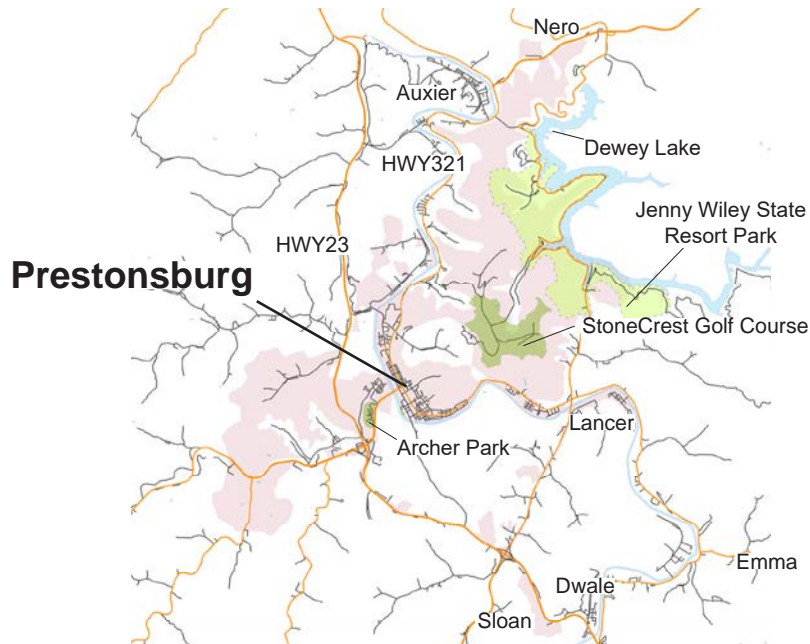 Nero
Auxier
Dewey Lake
HWY321
Jenny Wiley State
Resort Park
HWY23
Prestonsburg
StoneCrest Golf Course
Lancer
Archer Park
Emma
Dwale
Sloan